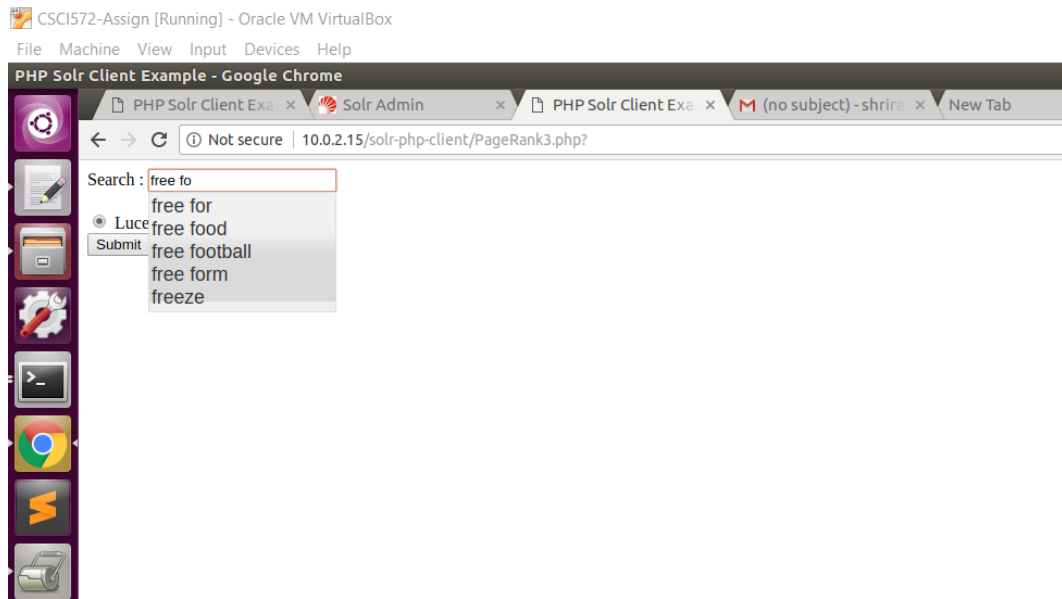 CSCI572-Assign [Running] - Oracle VM VirtualBox
File Machine View Input Devices Help
PHP Solr Client Example - Google Chrome
PHP Solr Client Exa Solr Admin PHP Solr Client Exa (no subject) - shrira New Tab
Not secure 10.0.2.15/solr-php-client/PageRank3.php?
Search : free fo
free for
Luce free food
Submit free football
free form
freeze